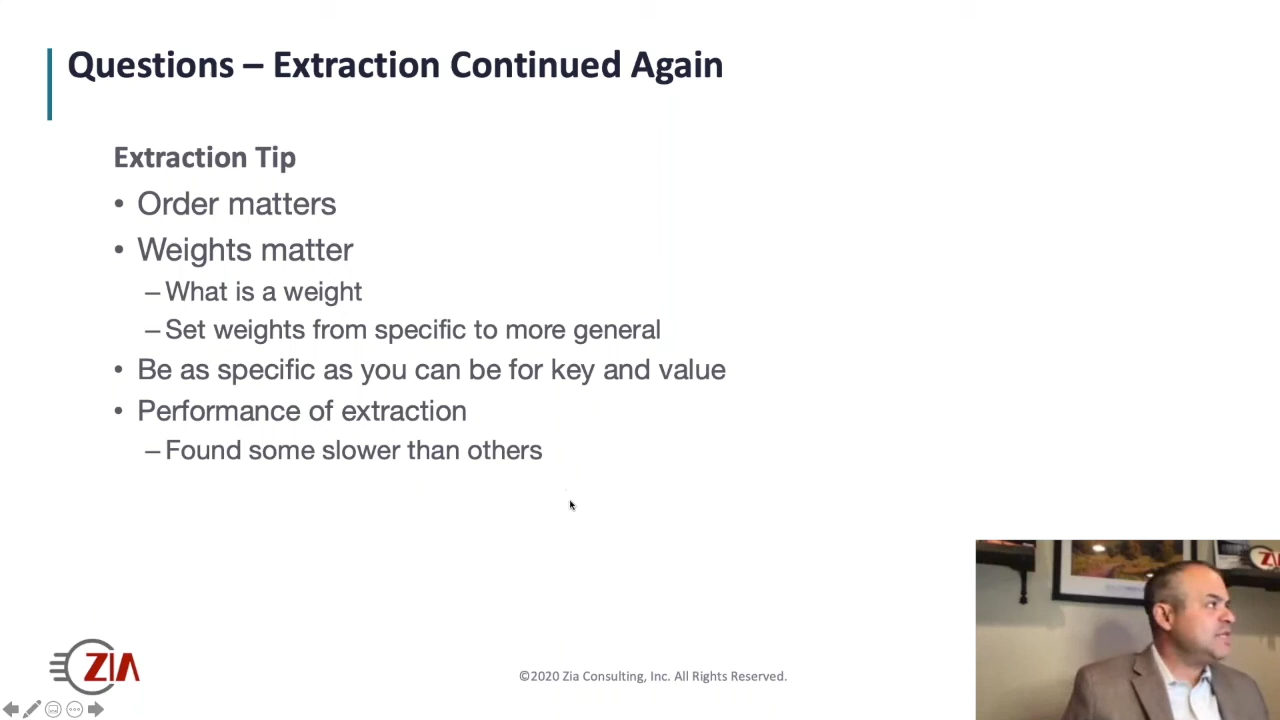 Questions – Extraction Continued Again
Extraction Tip
• Order matters
• Weights matter
– What is a weight
– Set weights from specific to more general
• Be as specific as you can be for key and value
• Performance of extraction
– Found some slower than others
ZIA
©2020 Zia Consulting, Inc. All Rights Reserved.